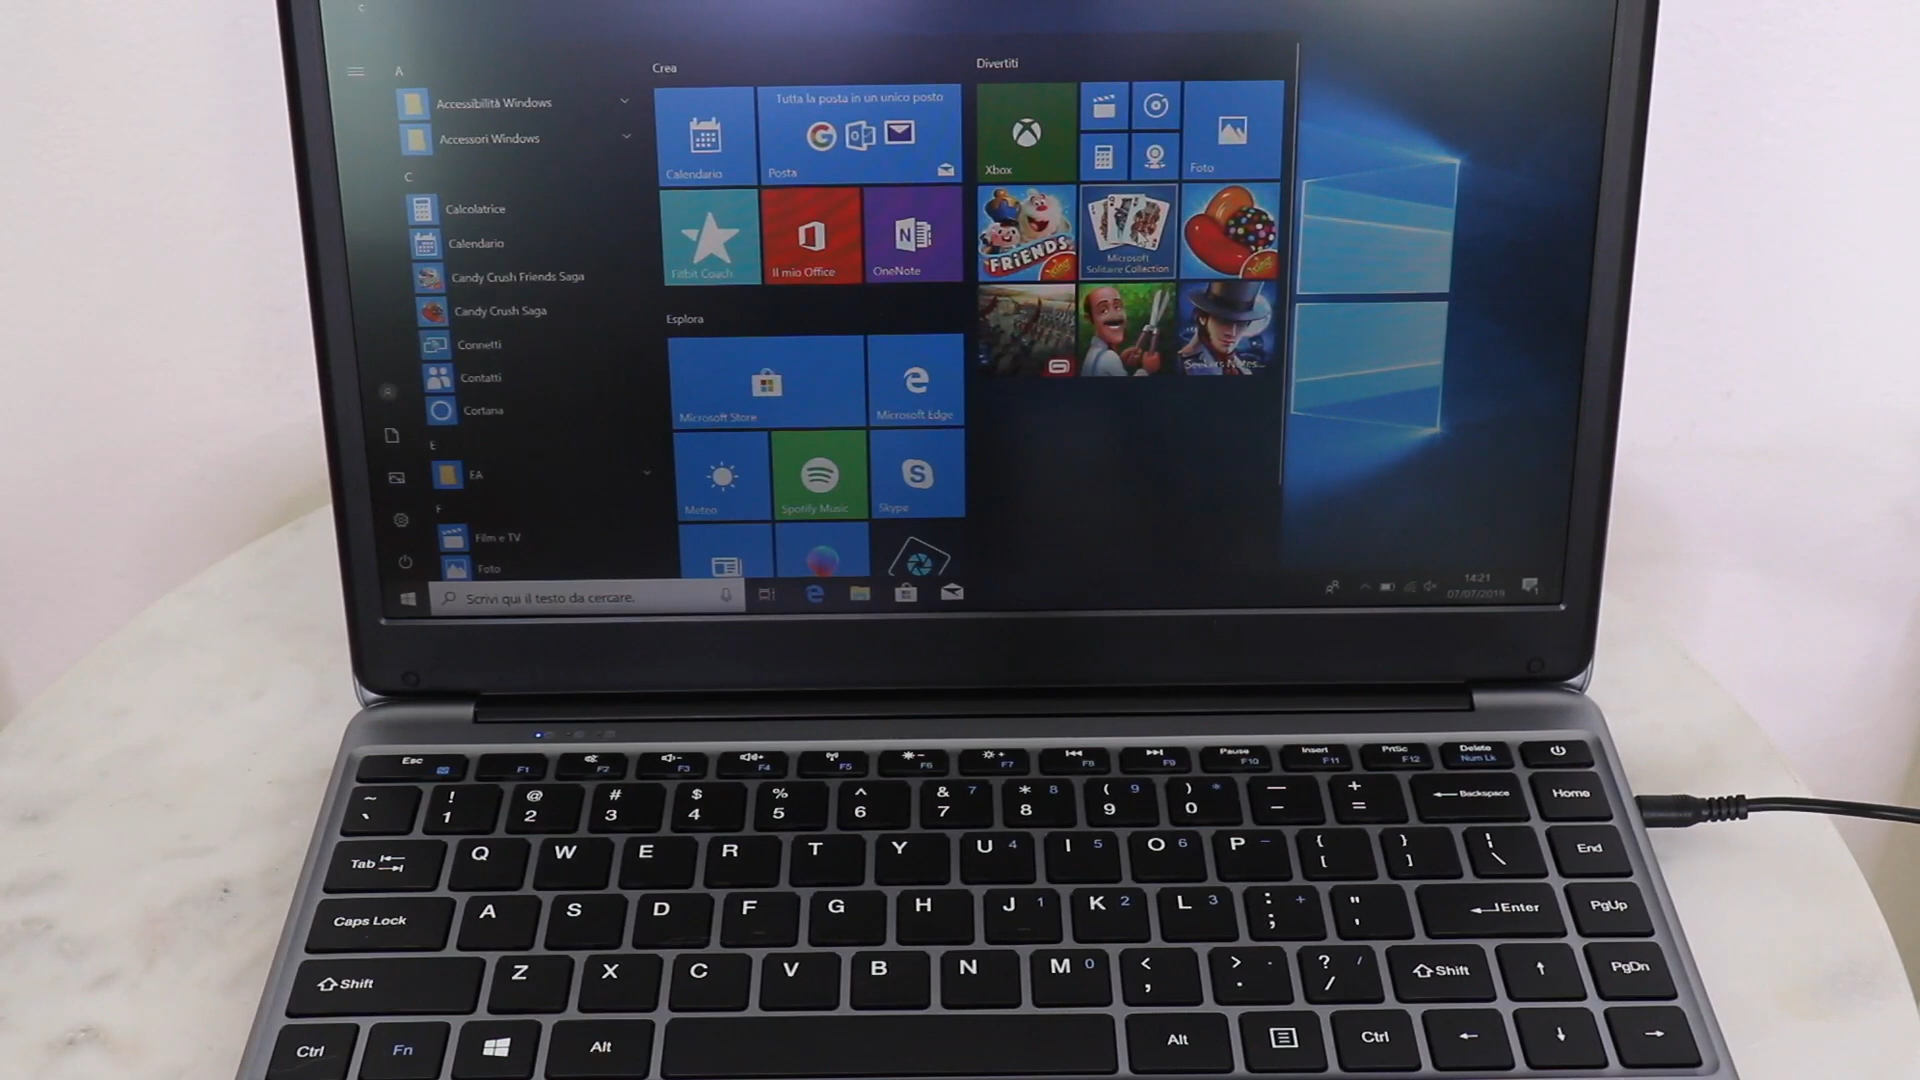 C
A
Accessibilità Windows
Accessori Windows
C
Calcolatrice
Calendario
Candy Crush Friends Saga
Candy Crush Saga
Connetti
Contatti
Cortana
E
EA
F
Film e TV
Foto
Crea
Calendario
Tutta la posta in un unico posto
Posta
Fitbit Coach
Il mio Office
OneNote
Esplora
Microsoft Store
Microsoft Edge
Meteo
Spotify Music
Skype
Divertiti
Xbox
Foto
FRIENDS
King
Microsoft
Solitaire Collection
King
Seekers Notes...
Scrivi qui il testo da cercare.
14:21
07/07/2019
Esc F1 F2 F3 F4 F5 F6 F7 F8 F9 Pause F10 Insert F11 PrtSc F12 Delete Num Lk
~ ` ! 1 @ 2 # 3 $ 4 % 5 ^ 6 & 7 7 * 8 8 ( 9 9 ) 0 * — - + = Backspace Home
Tab Q W E R T Y U 4 I 5 O 6 P - { [ } ] | \ End
Caps Lock A S D F G H J 1 K 2 L 3 : ; + " ' Enter PgUp
Shift Z X C V B N M 0 < , > . . ? / / Shift ↑ PgDn
Ctrl Fn Alt Alt Ctrl ← ↓ →